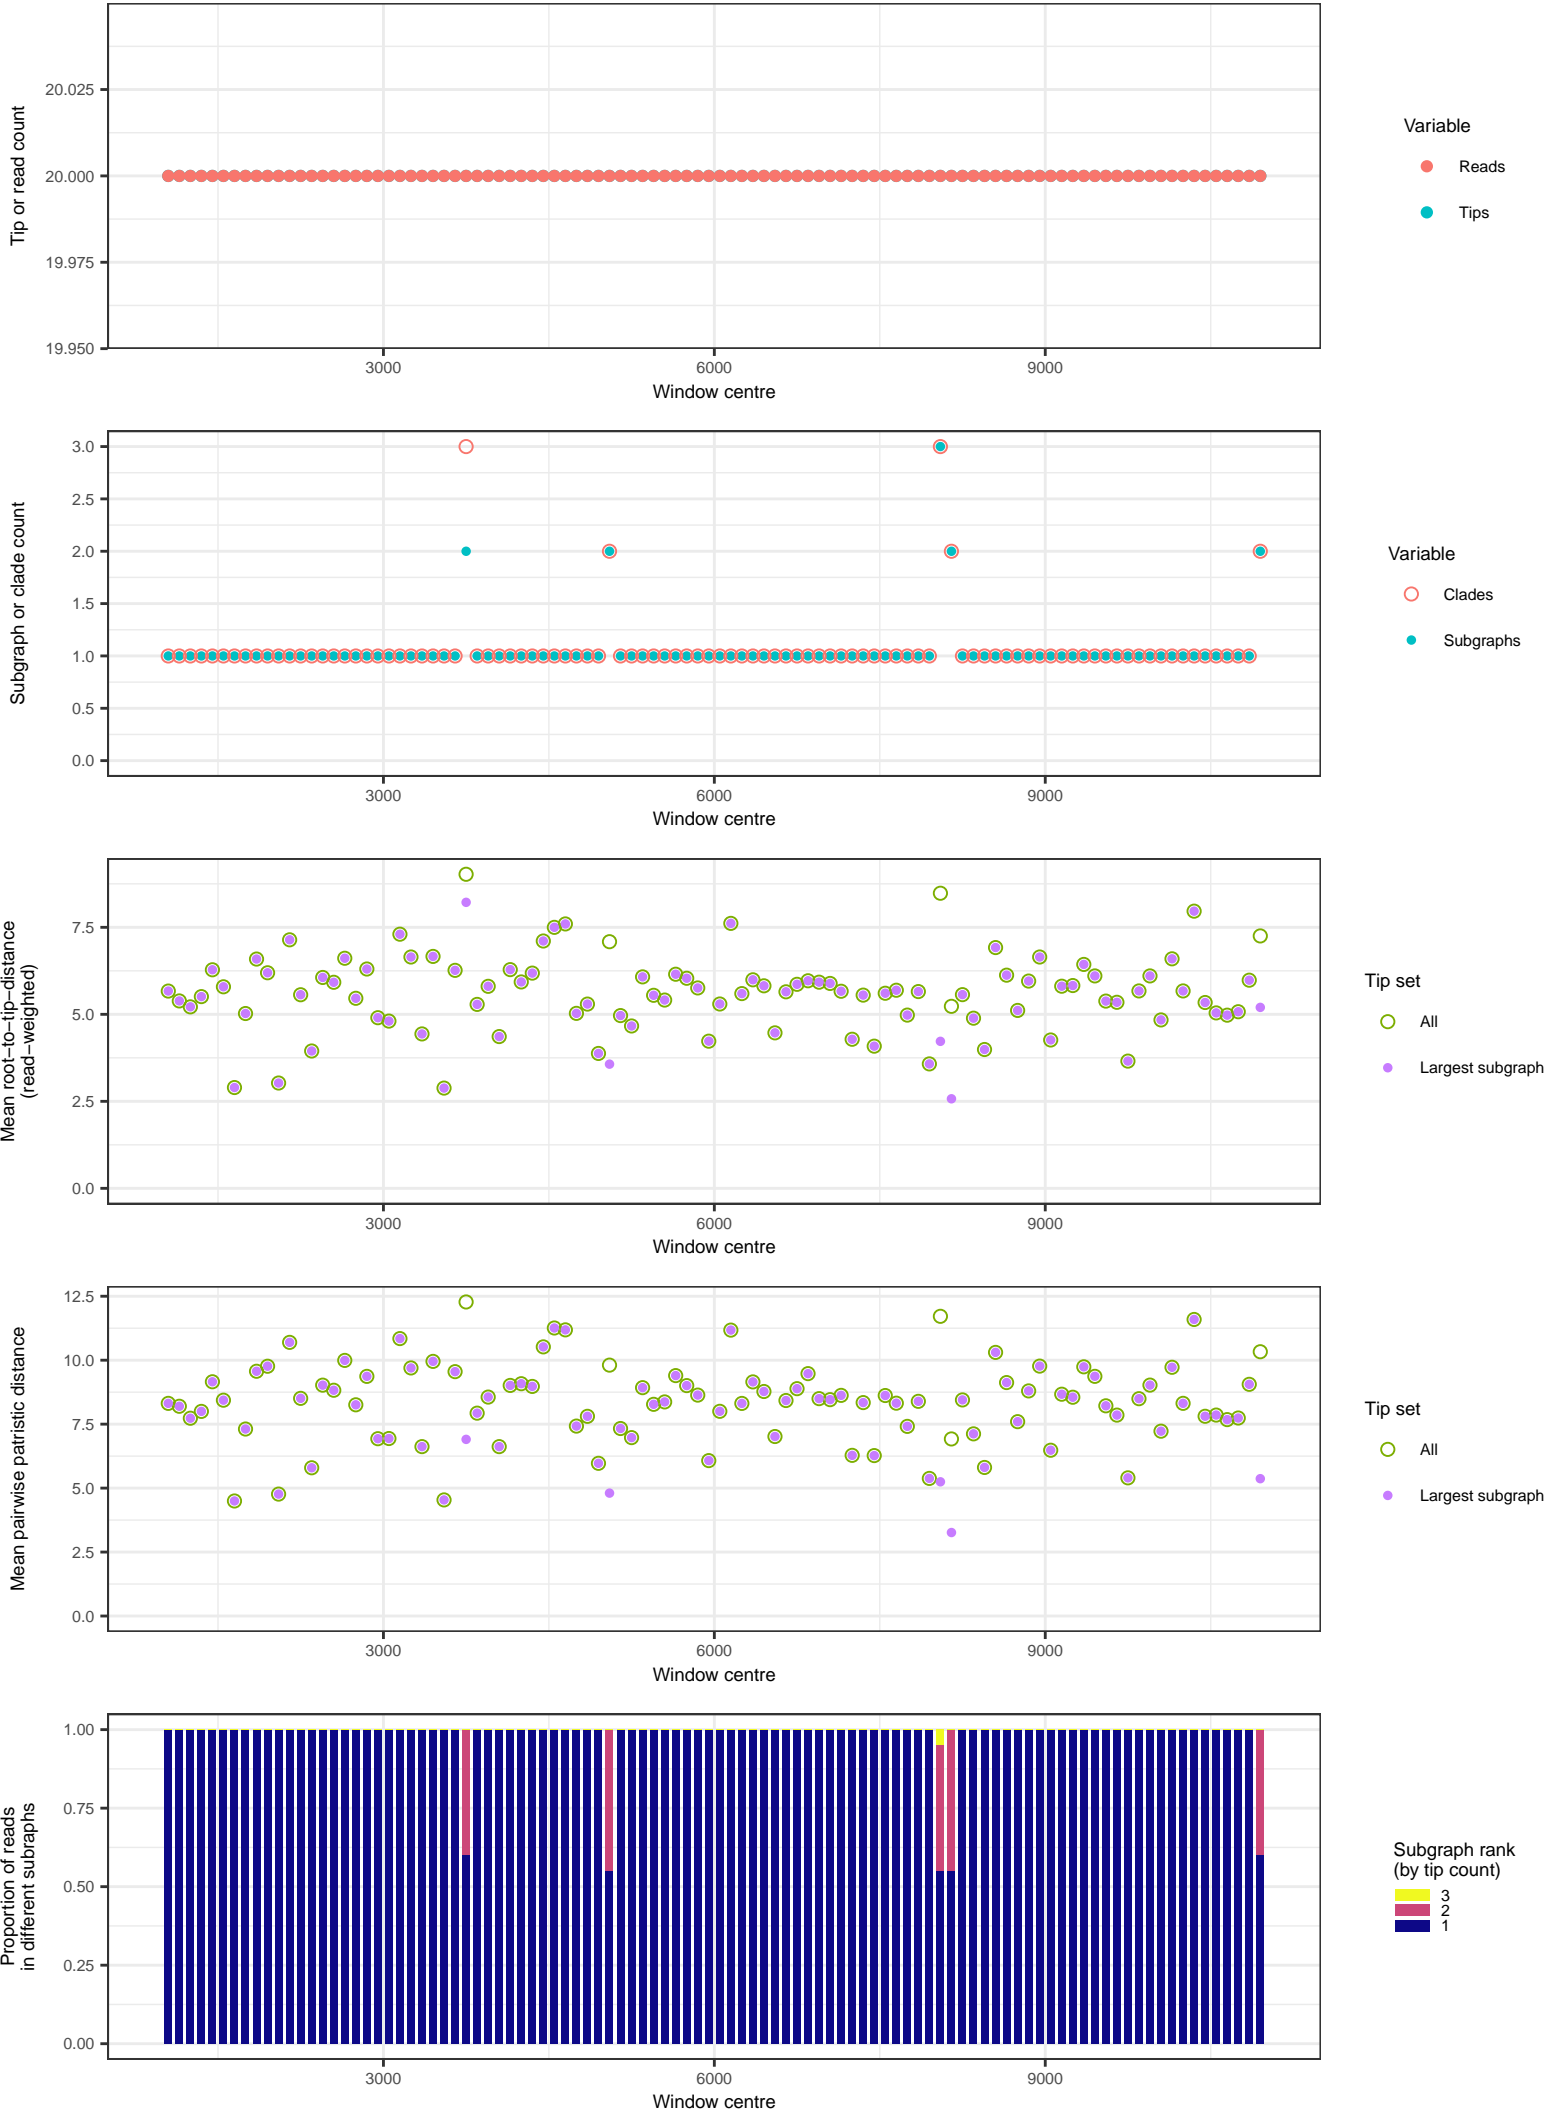 Tip or read count
20.025
20.000
19.975
19.950
3000
6000
9000
Window centre
Variable
Reads
Tips
Subgraph or clade count
3.0
2.5
2.0
1.5
1.0
0.5
0.0
3000
6000
9000
Window centre
Variable
Clades
Subgraphs
Mean root−to−tip−distance
(read−weighted)
7.5
5.0
2.5
0.0
3000
6000
9000
Window centre
Tip set
All
Largest subgraph
Mean pairwise patristic distance
12.5
10.0
7.5
5.0
2.5
0.0
3000
6000
9000
Window centre
Tip set
All
Largest subgraph
Proportion of reads
in different subraphs
1.00
0.75
0.50
0.25
0.00
3000
6000
9000
Window centre
Subgraph rank
(by tip count)
3
2
1